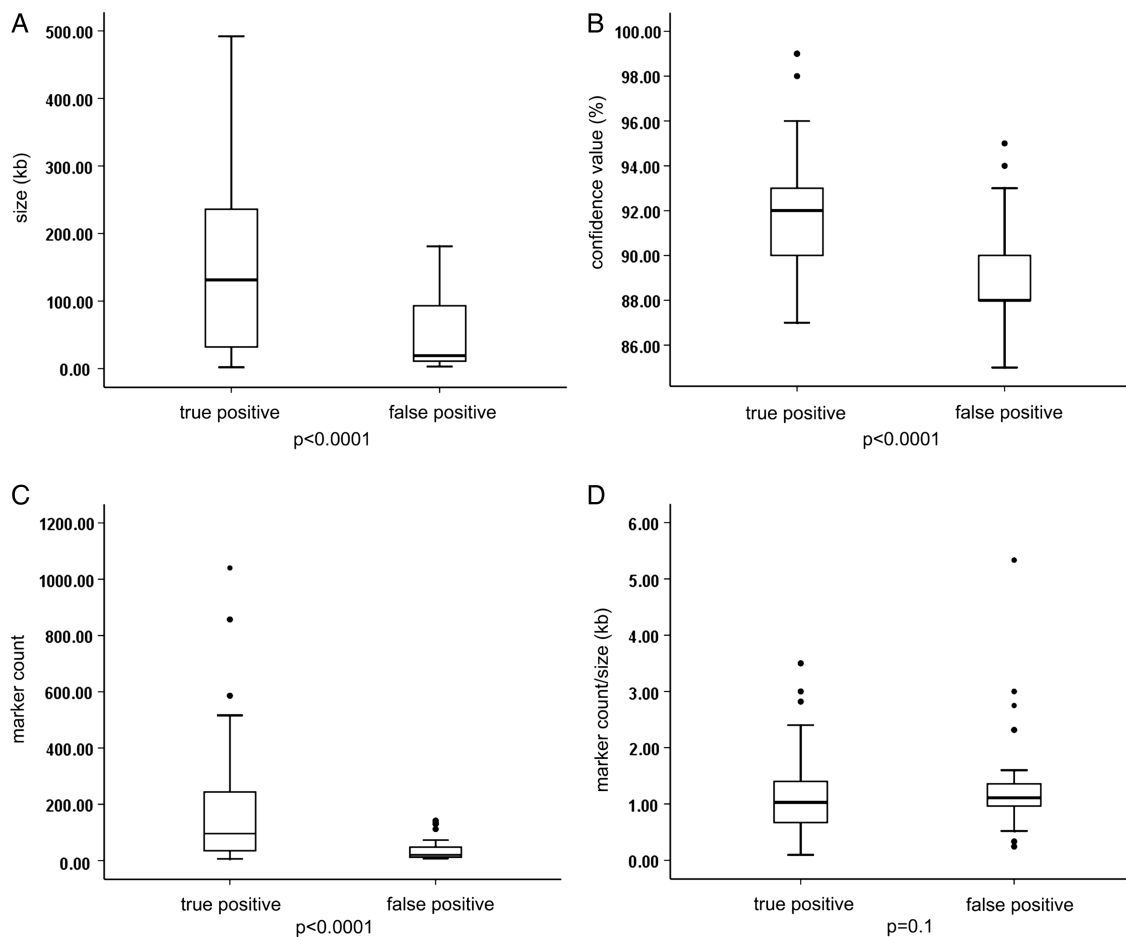 A
size (kb)
500.00
400.00
300.00
200.00
100.00
0.00
true positive
false positive
p<0.0001
B
confidence value (%)
100.00
98.00
96.00
94.00
92.00
90.00
88.00
86.00
true positive
false positive
p<0.0001
C
marker count
1200.00
1000.00
800.00
600.00
400.00
200.00
0.00
true positive
false positive
p<0.0001
D
marker count/size (kb)
6.00
5.00
4.00
3.00
2.00
1.00
0.00
true positive
false positive
p=0.1